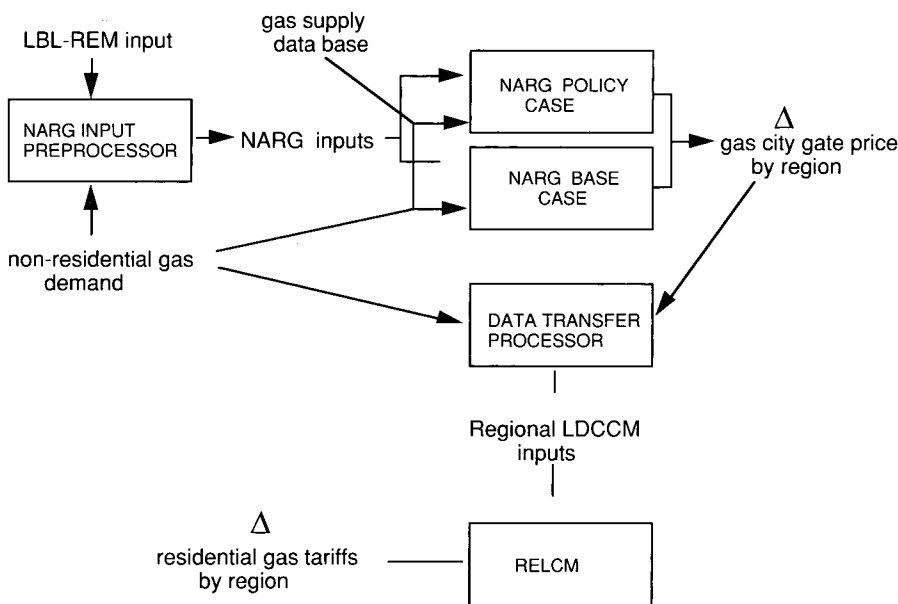 LBL-REM input
gas supply
data base
NARG INPUT
PREPROCESSOR
NARG inputs
NARG POLICY
CASE
NARG BASE
CASE
Δ
gas city gate price
by region
non-residential gas
demand
DATA TRANSFER
PROCESSOR
Regional LDCCM
inputs
Δ
residential gas tariffs
by region
RELCM